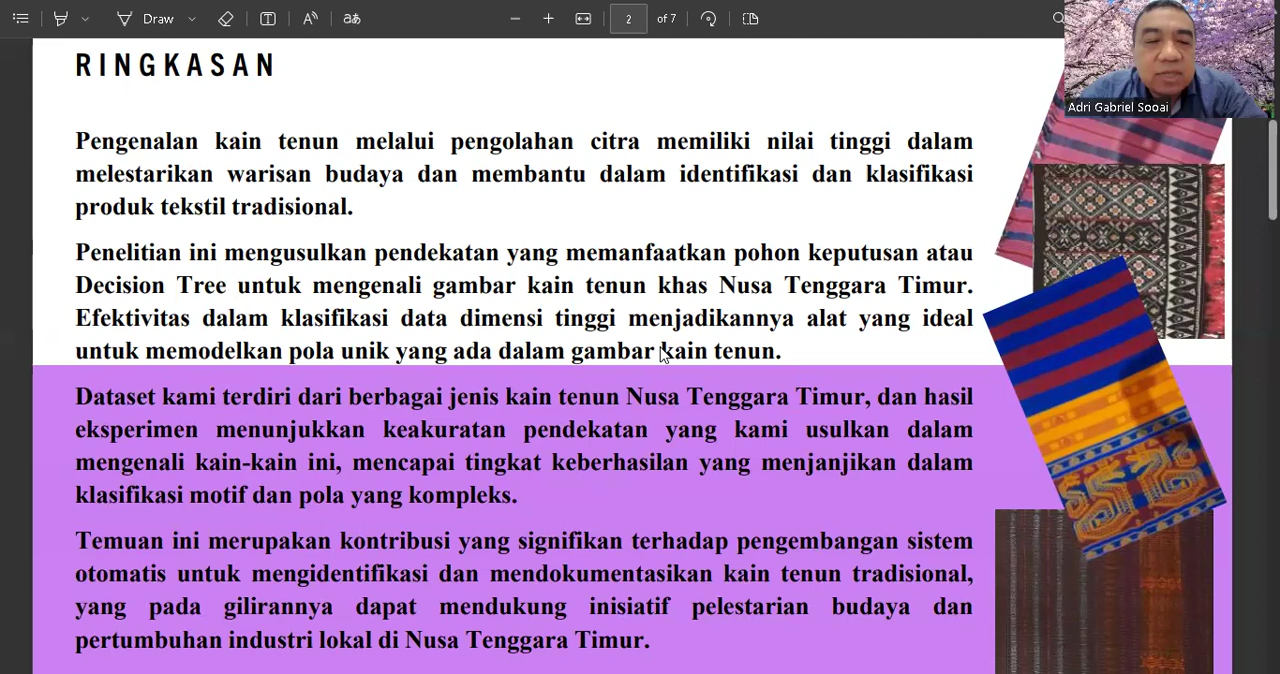 Draw
2
of 7
Adri Gabriel Sooai
RINGKASAN
Pengenalan kain tenun melalui pengolahan citra memiliki nilai tinggi dalam
melestarikan warisan budaya dan membantu dalam identifikasi dan klasifikasi
produk tekstil tradisional.
Penelitian ini mengusulkan pendekatan yang memanfaatkan pohon keputusan atau
Decision Tree untuk mengenali gambar kain tenun khas Nusa Tenggara Timur.
Efektivitas dalam klasifikasi data dimensi tinggi menjadikannya alat yang ideal
untuk memodelkan pola unik yang ada dalam gambar kain tenun.
Dataset kami terdiri dari berbagai jenis kain tenun Nusa Tenggara Timur, dan hasil
eksperimen menunjukkan keakuratan pendekatan yang kami usulkan dalam
mengenali kain-kain ini, mencapai tingkat keberhasilan yang menjanjikan dalam
klasifikasi motif dan pola yang kompleks.
Temuan ini merupakan kontribusi yang signifikan terhadap pengembangan sistem
otomatis untuk mengidentifikasi dan mendokumentasikan kain tenun tradisional,
yang pada gilirannya dapat mendukung inisiatif pelestarian budaya dan
pertumbuhan industri lokal di Nusa Tenggara Timur.